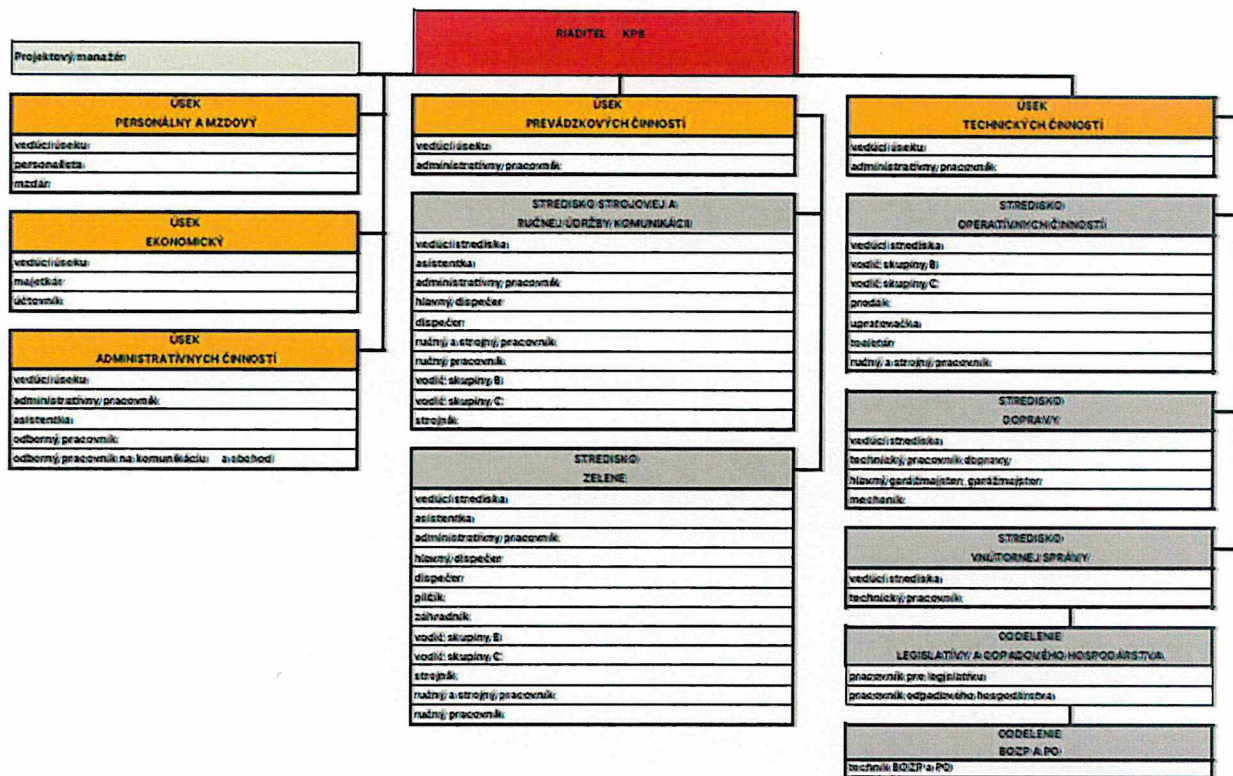 RIADITEL KPB
Projektový manažér
ÚSEK
PERSONÁLNY A MZDOVÝ
vedúci úseku
personalista
mzdár
ÚSEK
EKONOMICKÝ
vedúci úseku
majetkár
účtovník
ÚSEK
ADMINISTRATÍVNYCH ČINNOSTÍ
vedúci úseku
administratívny pracovník
asistentka
odborný pracovník
odborný pracovník na komunikáciu a obchod
ÚSEK
PREVÁDZKOVÝCH ČINNOSTÍ
vedúci úseku
administratívny pracovník
STREDISKO STROJOVEJ A
RUČNEJ ÚDRŽBY KOMUNIKÁCII
vedúci strediska
asistentka
administratívny pracovník
hlavný dispečer
dispečer
ručný a strojný pracovník
ručný pracovník
vodič skupiny B
vodič skupiny C
strojník
STREDISKO
ZELENE
vedúci strediska
asistentka
administratívny pracovník
hlavný dispečer
dispečer
pilčík
záhradník
vodič skupiny B
vodič skupiny C
strojník
ručný a strojný pracovník
ručný pracovník
ÚSEK
TECHNICKÝCH ČINNOSTÍ
vedúci úseku
administratívny pracovník
STREDISKO
OPERATÍVNYCH ČINNOSTÍ
vedúci strediska
vodič skupiny B
vodič skupiny C
predák
upratovačka
toaletár
ručný a strojný pracovník
STREDISKO
DOPRAVY
vedúci strediska
technický pracovník dopravy
hlavný garážmajster, garážmajster
mechanik
STREDISKO
VNÚTORNEJ SPRÁVY
vedúci strediska
technický pracovník
ODDELENIE
LEGISLATÍVY A ODPADOVÉHO HOSPODÁRSTVA
pracovník pre legislatívu
pracovník odpadového hospodárstva
ODDELENIE
BOZP A PO
technik BOZP a PO